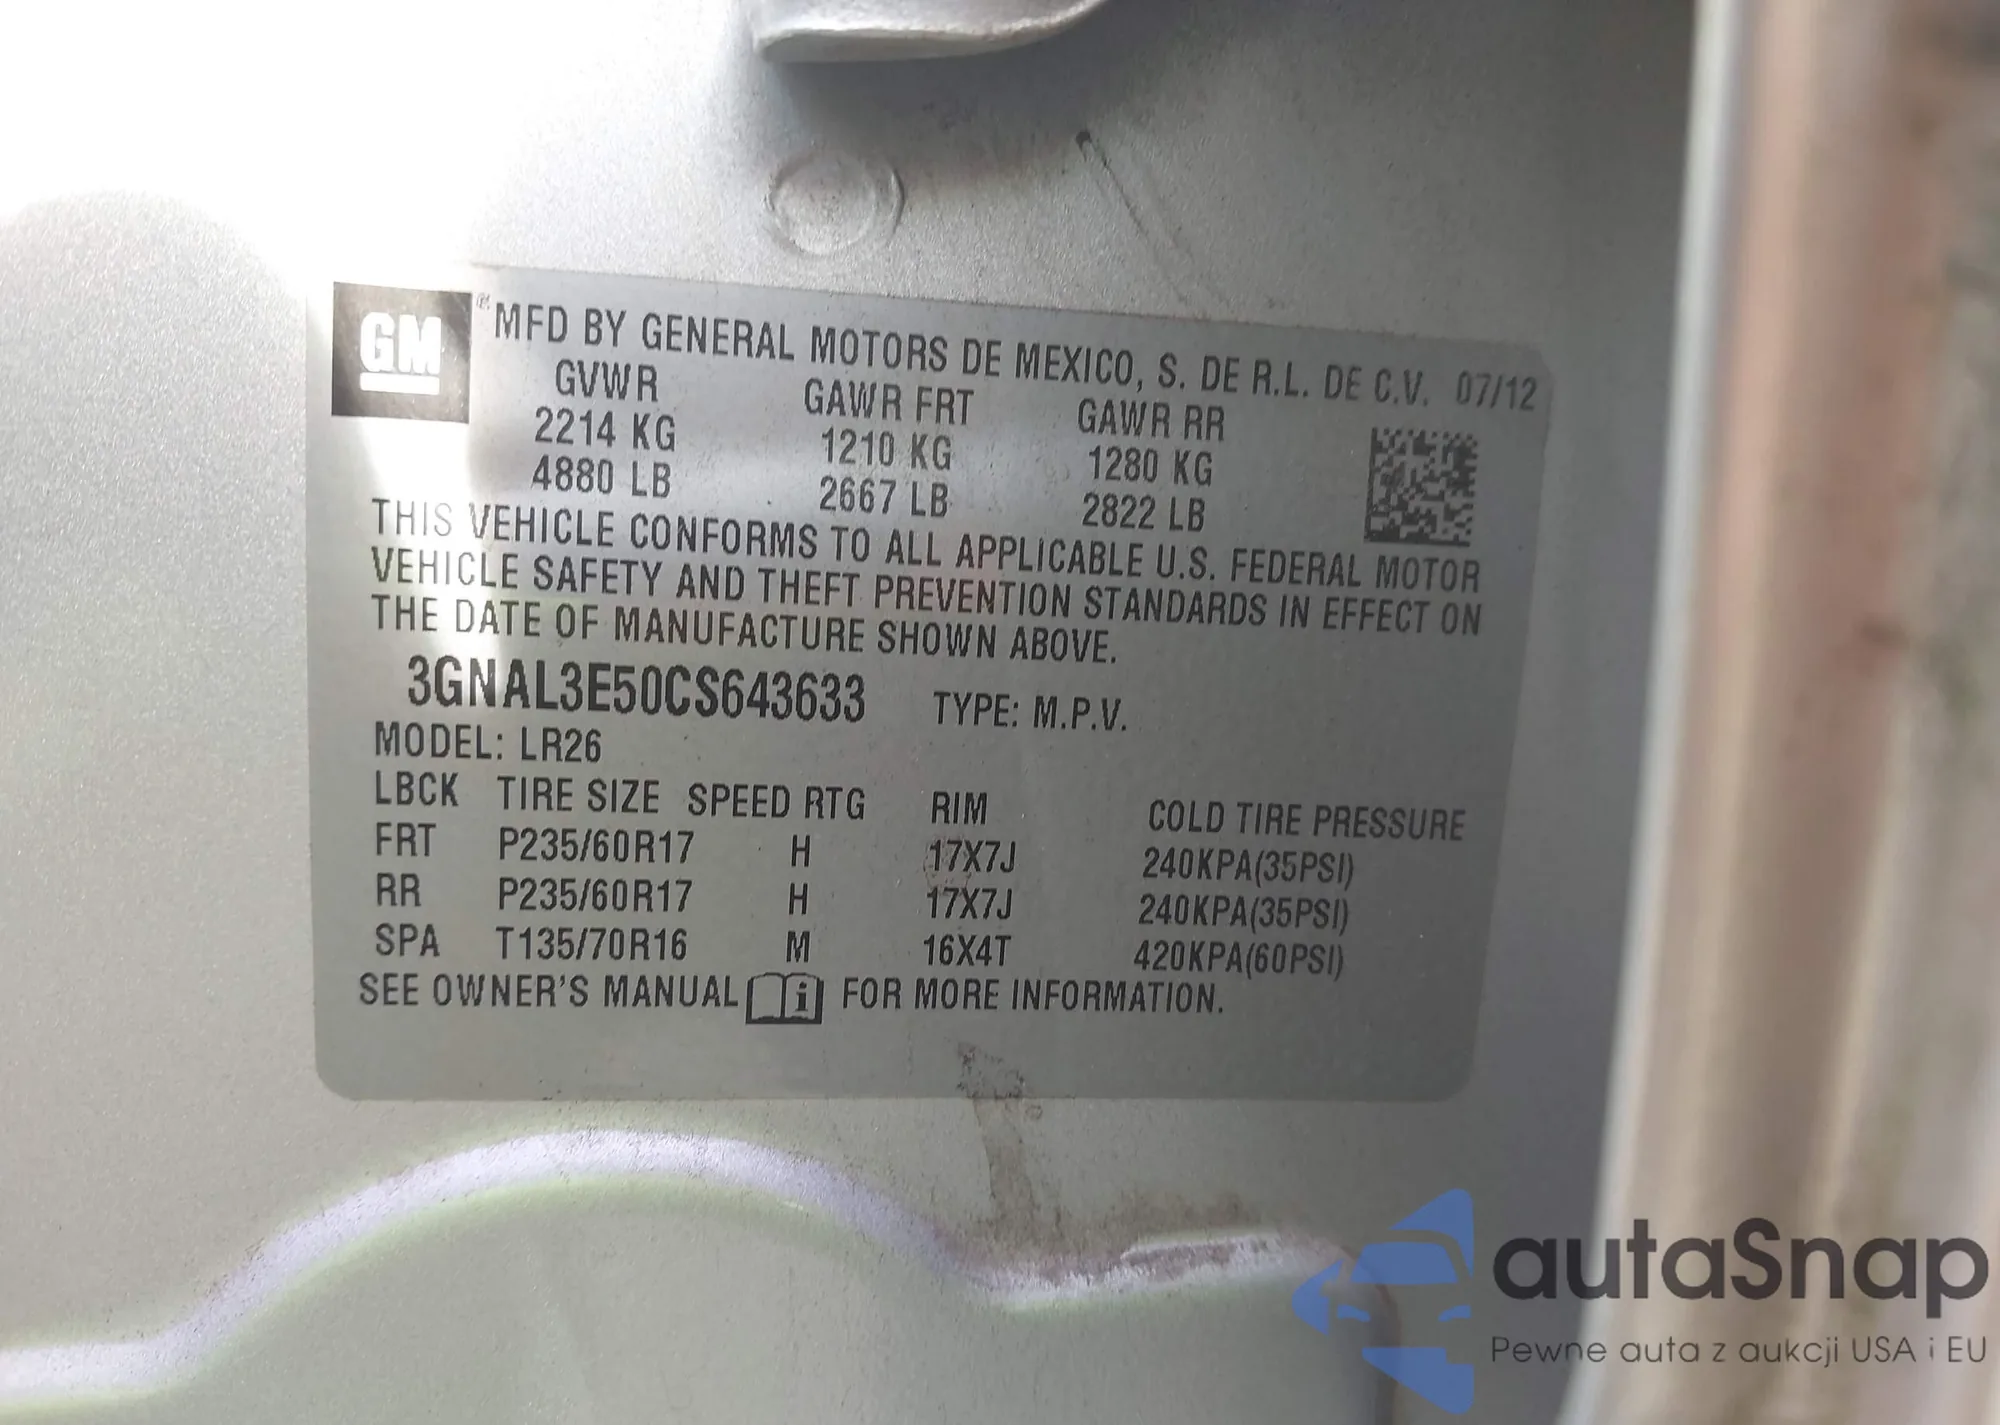 GM ® MFD BY GENERAL MOTORS DE MEXICO, S. DE R.L. DE C.V. 07/12
GVWR GAWR FRT GAWR RR
2214 KG 1210 KG 1280 KG
4880 LB 2667 LB 2822 LB
THIS VEHICLE CONFORMS TO ALL APPLICABLE U.S. FEDERAL MOTOR
VEHICLE SAFETY AND THEFT PREVENTION STANDARDS IN EFFECT ON
THE DATE OF MANUFACTURE SHOWN ABOVE.
3GNAL3E50CS643633 TYPE: M.P.V.
MODEL: LR26
LBCK TIRE SIZE SPEED RTG RIM COLD TIRE PRESSURE
FRT P235/60R17 H 17X7J 240KPA(35PSI)
RR P235/60R17 H 17X7J 240KPA(35PSI)
SPA T135/70R16 M 16X4T 420KPA(60PSI)
SEE OWNER'S MANUAL i FOR MORE INFORMATION.
autaSnap
Pewne auta z aukcji USA i EU